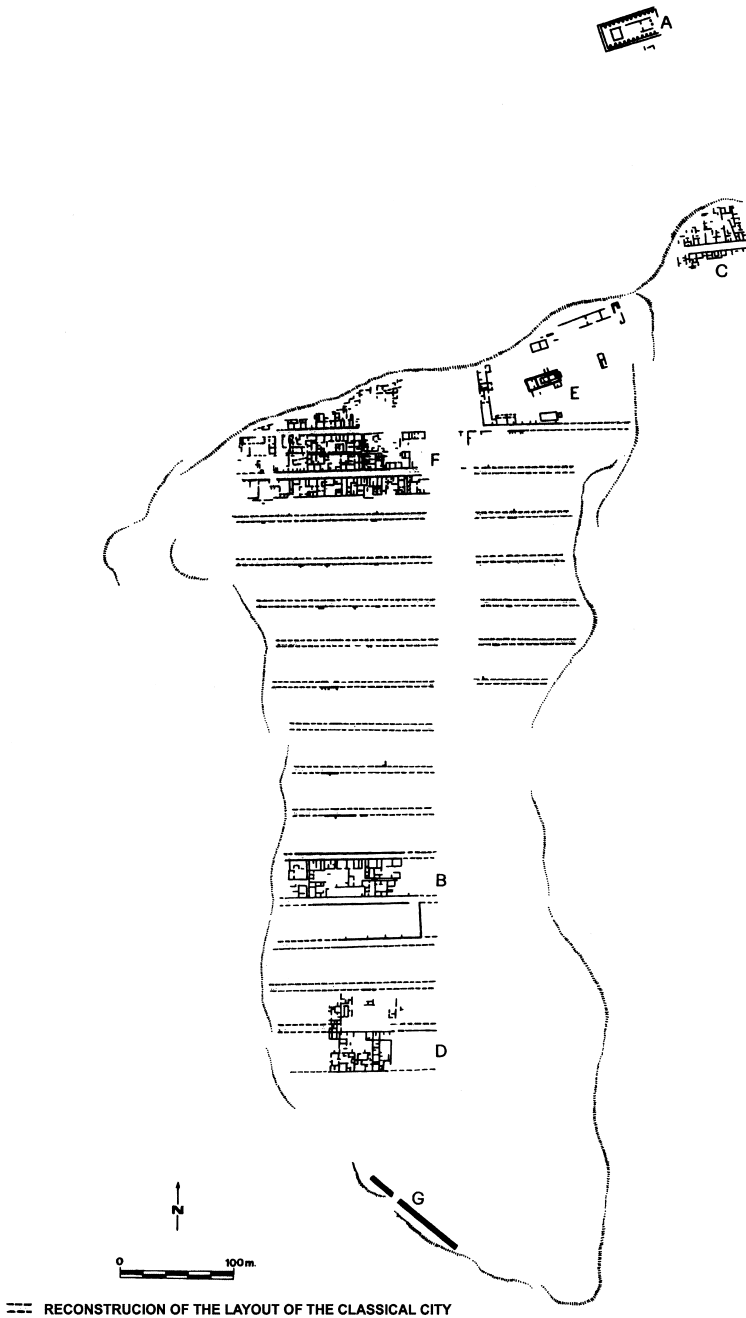 A
C
E
F
B
D
G
N
0 100m.
RECONSTRUCION OF THE LAYOUT OF THE CLASSICAL CITY